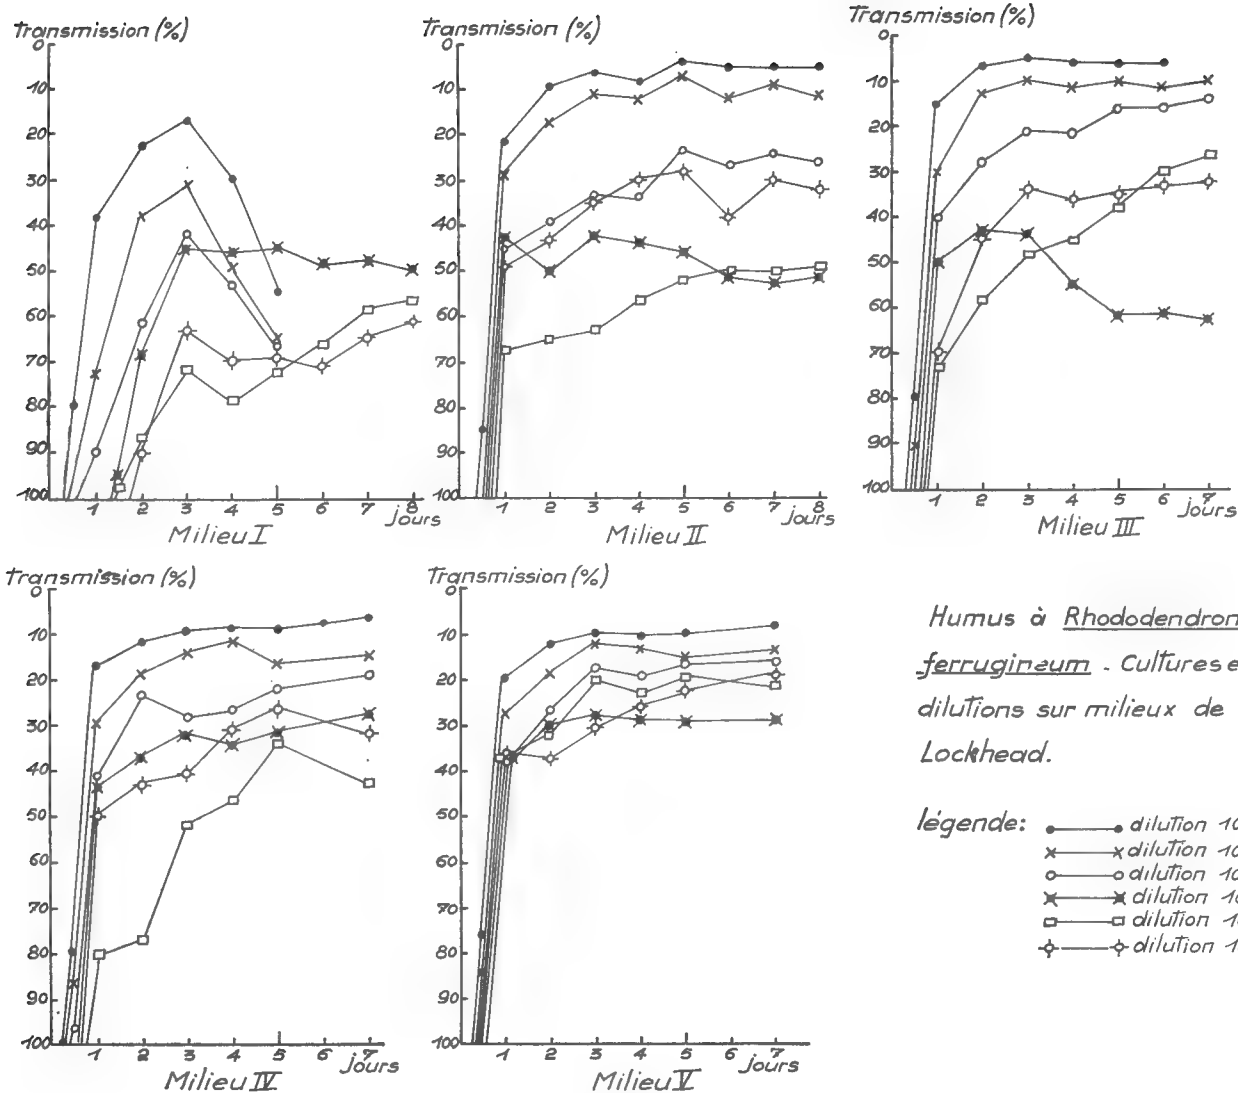 Transmission (%)
0
10
20
30
40
50
60
70
80
90
100
1 2 3 4 5 6 7 8
jours
Milieu I
Transmission (%)
0
10
20
30
40
50
60
70
80
90
100
1 2 3 4 5 6 7 8
jours
Milieu II
Transmission (%)
0
10
20
30
40
50
60
70
80
90
100
1 2 3 4 5 6 7
jours
Milieu III
Transmission (%)
0
10
20
30
40
50
60
70
80
90
100
1 2 3 4 5 6 7
jours
Milieu IV
Transmission (%)
0
10
20
30
40
50
60
70
80
90
100
1 2 3 4 5 6 7
jours
Milieu V
Humus à Rhododendron
ferrugineum - Cultures e
dilutions sur milieux de
Lockhead.
légende:
dilution 10
dilution 10
dilution 10
dilution 10
dilution 1
dilution 1